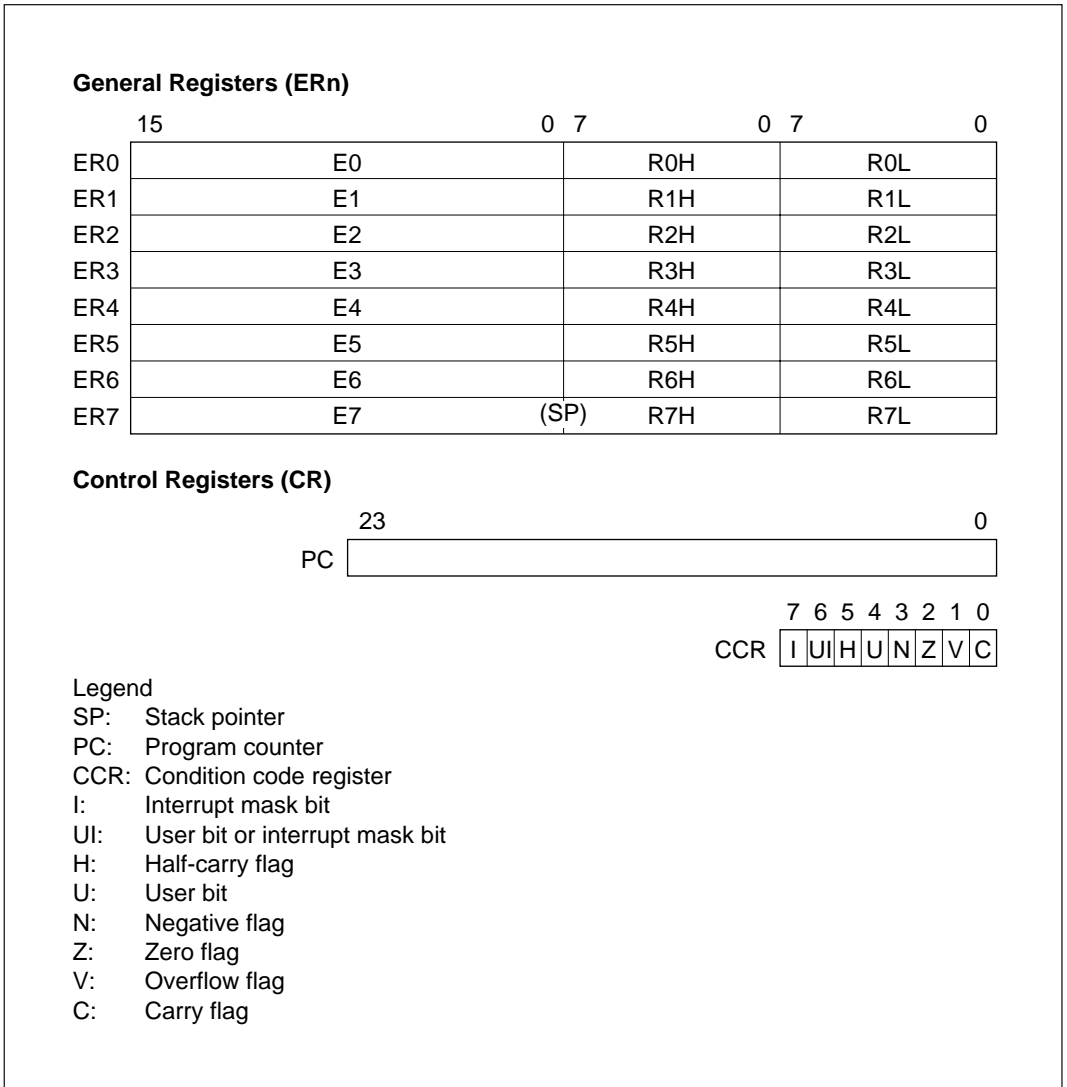 General Registers (ERn)
15 0 7 0 7 0
ER0 E0 R0H R0L
ER1 E1 R1H R1L
ER2 E2 R2H R2L
ER3 E3 R3H R3L
ER4 E4 R4H R4L
ER5 E5 R5H R5L
ER6 E6 R6H R6L
ER7 E7 (SP) R7H R7L
Control Registers (CR)
23 0
PC
7 6 5 4 3 2 1 0
CCR I UI H U N Z V C
Legend
SP: Stack pointer
PC: Program counter
CCR: Condition code register
I: Interrupt mask bit
UI: User bit or interrupt mask bit
H: Half-carry flag
U: User bit
N: Negative flag
Z: Zero flag
V: Overflow flag
C: Carry flag